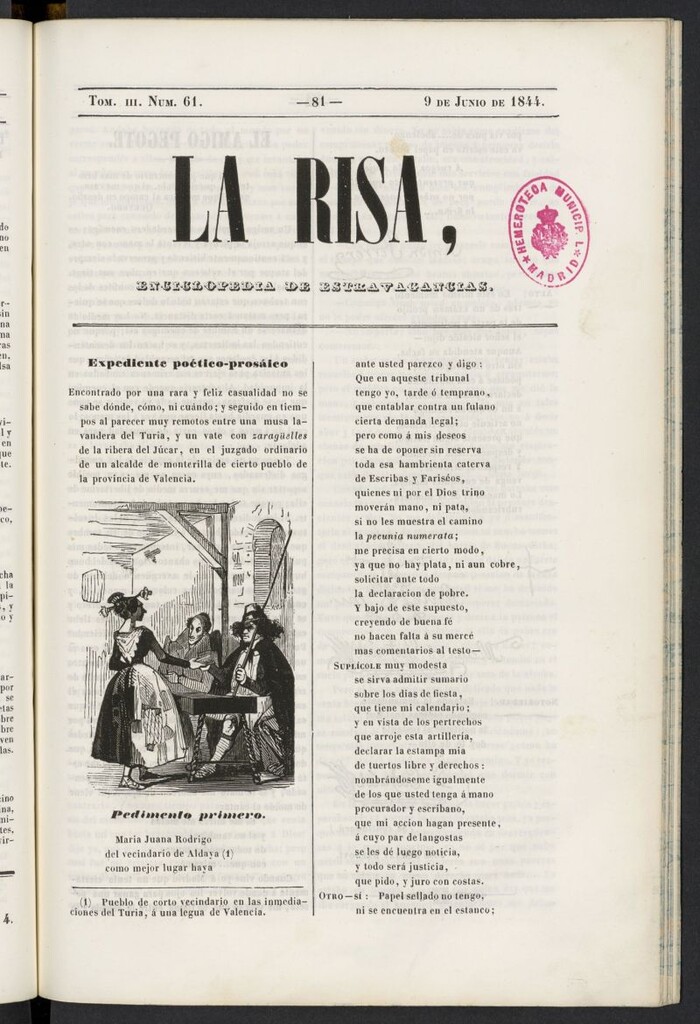 Tom. III. Num. 61.
—81—
9 de Junio de 1844.
LA RISA,
ENCICLOPEDIA DE ESTRAVAGANCIAS.
HEMEROTECA MUNICIPAL
MADRID
Expediente poético-prosáico
Encontrado por una rara y feliz casualidad no se
sabe dónde, cómo, ni cuándo; y seguido en tiem-
pos al parecer muy remotos entre una musa la-
vandera del Turia, y un vate con zaragüelles
de la ribera del Júcar, en el juzgado ordinario
de un alcalde de monterilla de cierto pueblo de
la provincia de Valencia.
Pedimento primero.
Maria Juana Rodrigo
del vecindario de Aldaya (1)
como mejor lugar haya
(1) Pueblo de corto vecindario en las inmedia-
ciones del Turia, á una legua de Valencia.
ante usted parezco y digo:
Que en aqueste tribunal
tengo yo, tarde ó temprano,
que entablar contra un fulano
cierta demanda legal;
pero como á mis deseos
se ha de oponer sin reserva
toda esa hambrienta caterva
de Escribas y Fariséos,
quienes ni por el Dios trino
moverán mano, ni pata,
si no les muestra el camino
la pecunia numerata;
me precisa en cierto modo,
ya que no hay plata, ni aun cobre,
solicitar ante todo
la declaracion de pobre.
Y bajo de este supuesto,
creyendo de buena fé
no hacen falta á su mercé
mas comentarios al testo—
Suplícole muy modesta
se sirva admitir sumario
sobre los dias de fiesta,
que tiene mi calendario;
y en vista de los pertrechos
que arroje esta artillería,
declarar la estampa mia
de tuertos libre y derechos:
nombrándoseme igualmente
de los que usted tenga á mano
procurador y escribano,
que mi accion hagan presente,
á cuyo par de langostas
se les dé luego noticia,
y todo será justicia,
que pido, y juro con costas.
Otro—sí: Papel sellado no tengo,
ni se encuentra en el estanco;